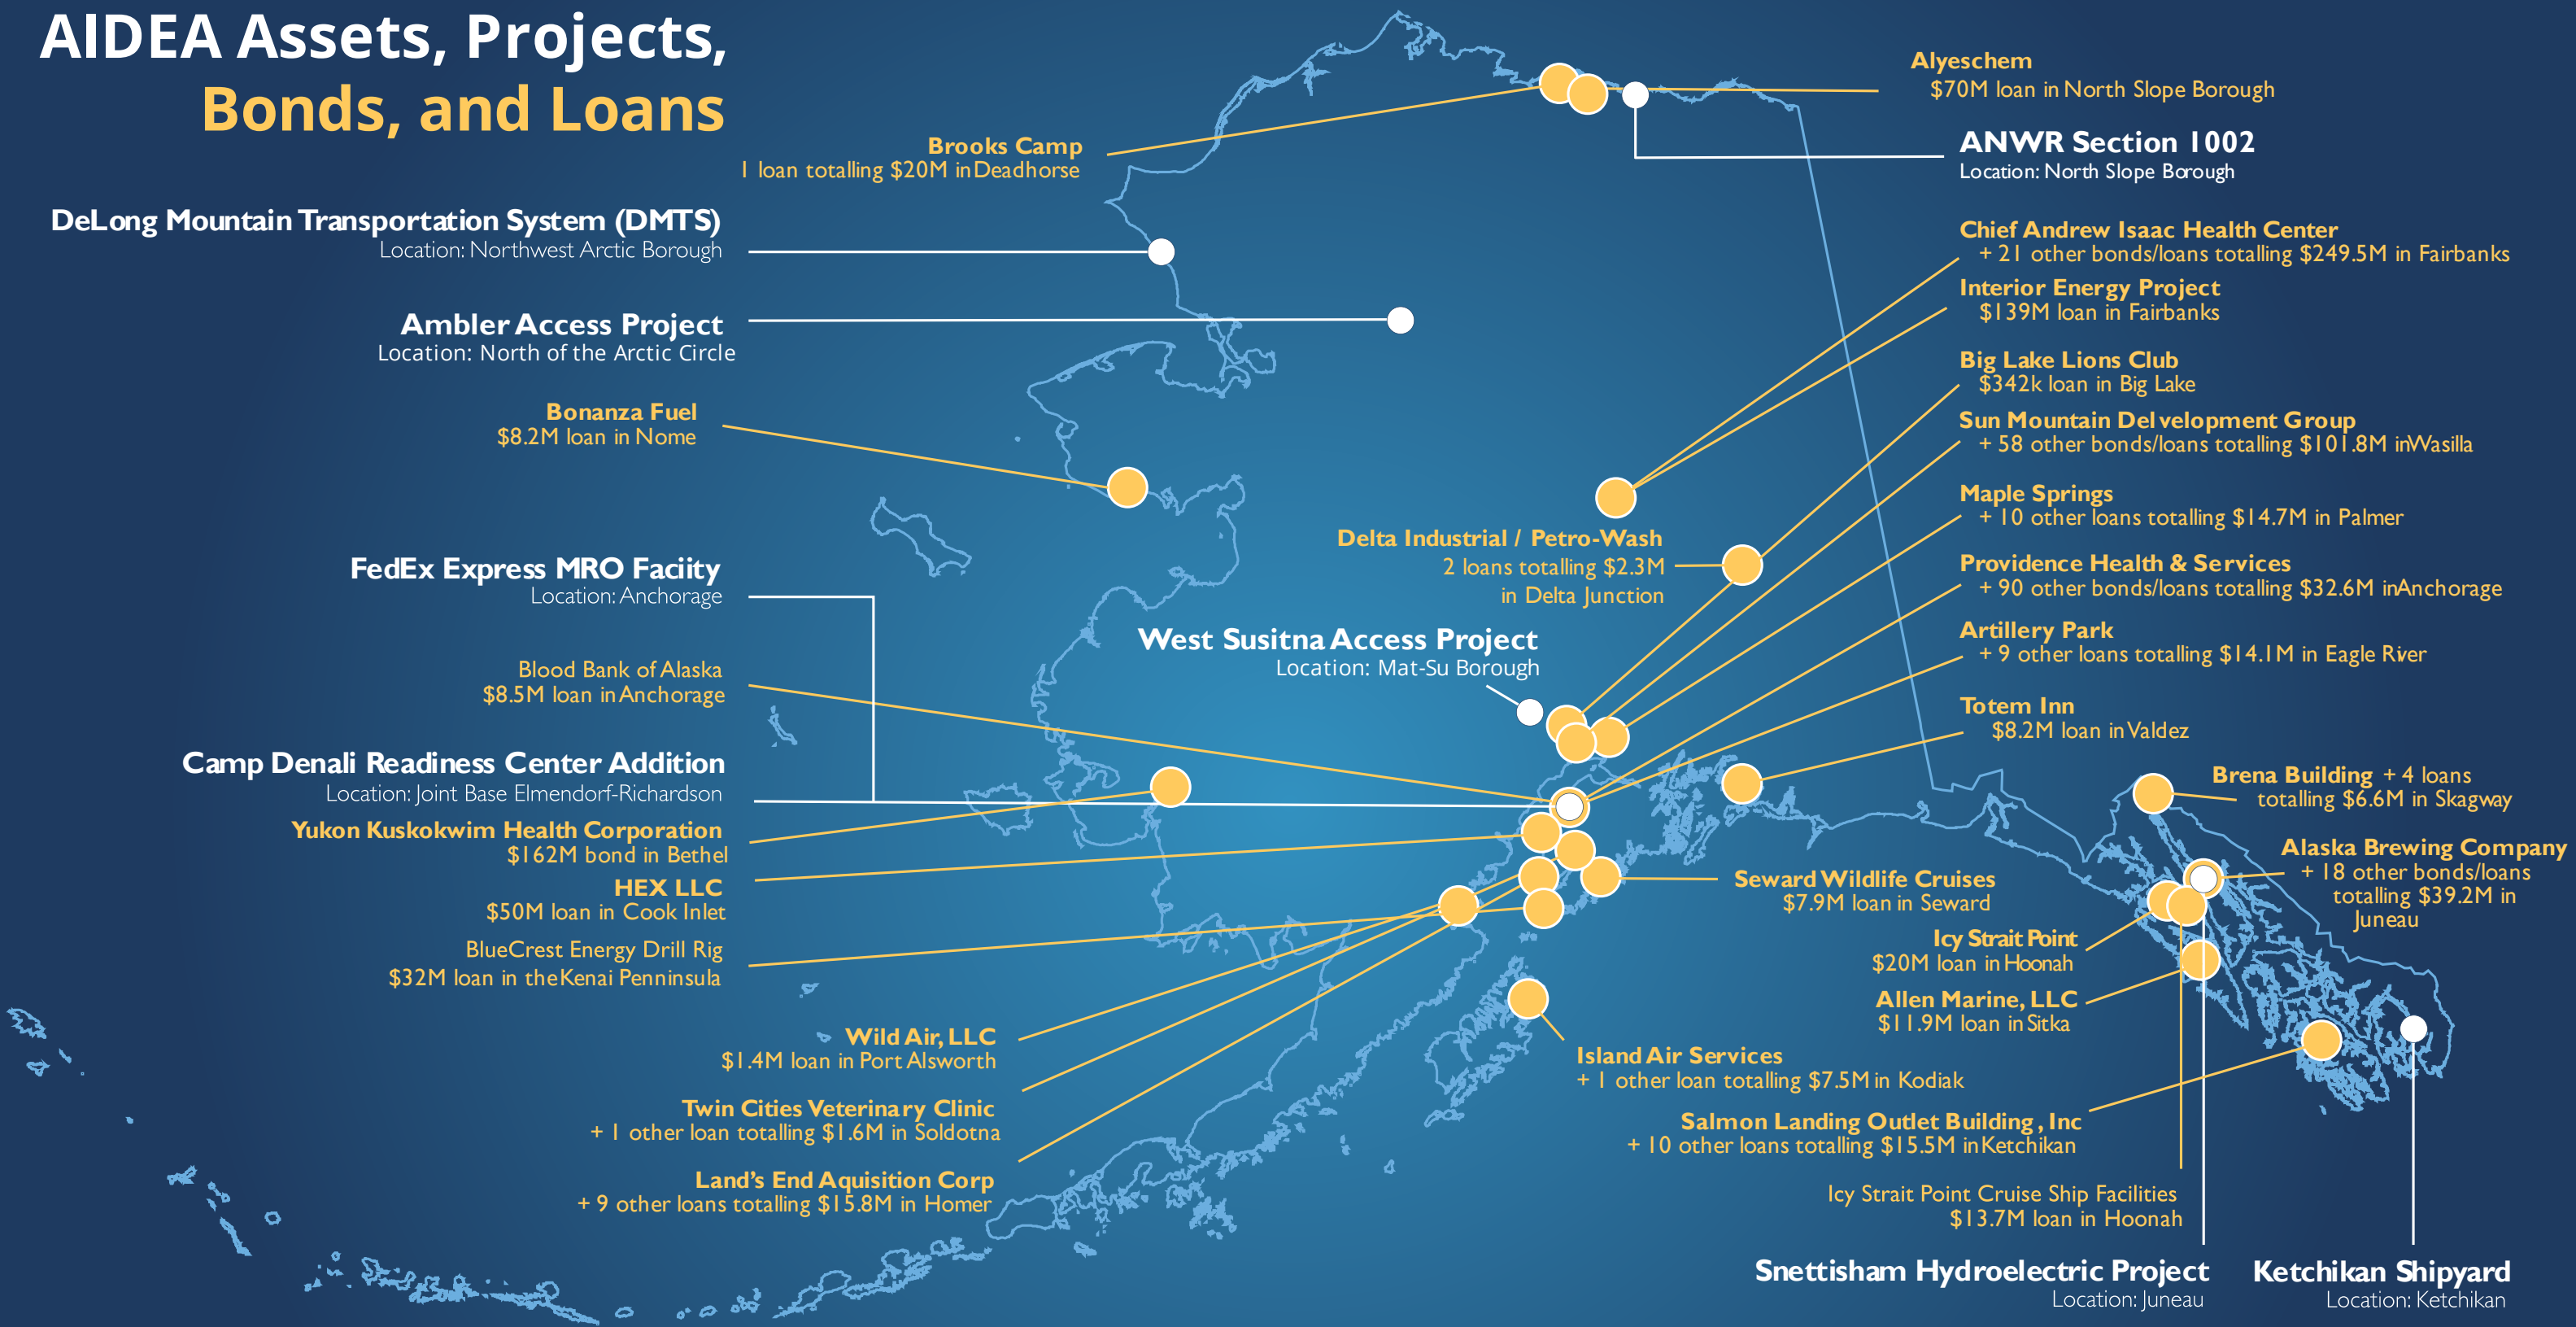 AIDEA Assets, Projects,
Bonds, and Loans
Brooks Camp
1 loan totalling $20M in Deadhorse
DeLong Mountain Transportation System (DMTS)
Location: Northwest Arctic Borough
Ambler Access Project
Location: North of the Arctic Circle
Bonanza Fuel
$8.2M loan in Nome
FedEx Express MRO Faciity
Location: Anchorage
Blood Bank of Alaska
$8.5M loan in Anchorage
Camp Denali Readiness Center Addition
Location: Joint Base Elmendorf-Richardson
Yukon Kuskokwim Health Corporation
$162M bond in Bethel
HEX LLC
$50M loan in Cook Inlet
BlueCrest Energy Drill Rig
$32M loan in the Kenai Penninsula
Wild Air, LLC
$1.4M loan in Port Alsworth
Twin Cities Veterinary Clinic
+ 1 other loan totalling $1.6M in Soldotna
Land's End Aquisition Corp
+ 9 other loans totalling $15.8M in Homer
Delta Industrial / Petro-Wash
2 loans totalling $2.3M
in Delta Junction
West Susitna Access Project
Location: Mat-Su Borough
Alyeschem
$70M loan in North Slope Borough
ANWR Section 1002
Location: North Slope Borough
Chief Andrew Isaac Health Center
+ 21 other bonds/loans totalling $249.5M in Fairbanks
Interior Energy Project
$139M loan in Fairbanks
Big Lake Lions Club
$342k loan in Big Lake
Sun Mountain Delvelopment Group
+ 58 other bonds/loans totalling $101.8M in Wasilla
Maple Springs
+ 10 other loans totalling $14.7M in Palmer
Providence Health & Services
+ 90 other bonds/loans totalling $32.6M in Anchorage
Artillery Park
+ 9 other loans totalling $14.1M in Eagle River
Totem Inn
$8.2M loan in Valdez
Brena Building + 4 loans
totalling $6.6M in Skagway
Alaska Brewing Company
+ 18 other bonds/loans
totalling $39.2M in
Juneau
Seward Wildlife Cruises
$7.9M loan in Seward
Icy Strait Point
$20M loan in Hoonah
Allen Marine, LLC
$11.9M loan in Sitka
Island Air Services
+ 1 other loan totalling $7.5M in Kodiak
Salmon Landing Outlet Building, Inc
+ 10 other loans totalling $15.5M in Ketchikan
Icy Strait Point Cruise Ship Facilities
$13.7M loan in Hoonah
Snettisham Hydroelectric Project
Location: Juneau
Ketchikan Shipyard
Location: Ketchikan